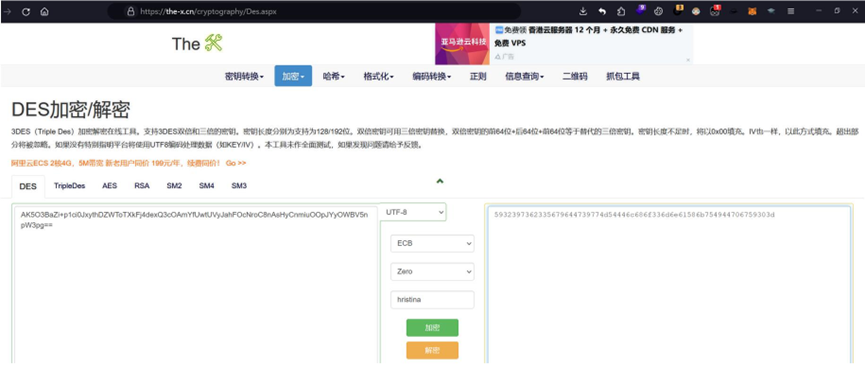 https://the-x.cn/cryptography/Des.aspx
The
亚马逊云科技
免费领 香港云服务器 12 个月 + 永久免费 CDN 服务 +
免费 VPS
广告
密钥转换 加密 哈希 格式化 编码转换 正则 信息查询 二维码 抓包工具
DES加密/解密
3DES（Triple Des）加密解密在线工具。支持3DES双倍和三倍的密钥。密钥长度分别为支持为128/192位。双倍密钥可用三倍密钥替换，双倍密钥的前64位+后64位+前64位等于替代的三倍密钥。密钥长度不足时，将以0x00填充。IV也一样，以此方式填充。超出部
分将被忽略。如果没有特别指明平台将使用UTF8编码处理数据（如KEY/IV）。本工具未作全面测试，如果发现问题请给予反馈。
阿里云ECS 2核4G，5M带宽 新老用户同价 199元/年，续费同价！ Go >>
DES TripleDes AES RSA SM2 SM4 SM3
UTF-8
ECB
Zero
hristina
加密
解密